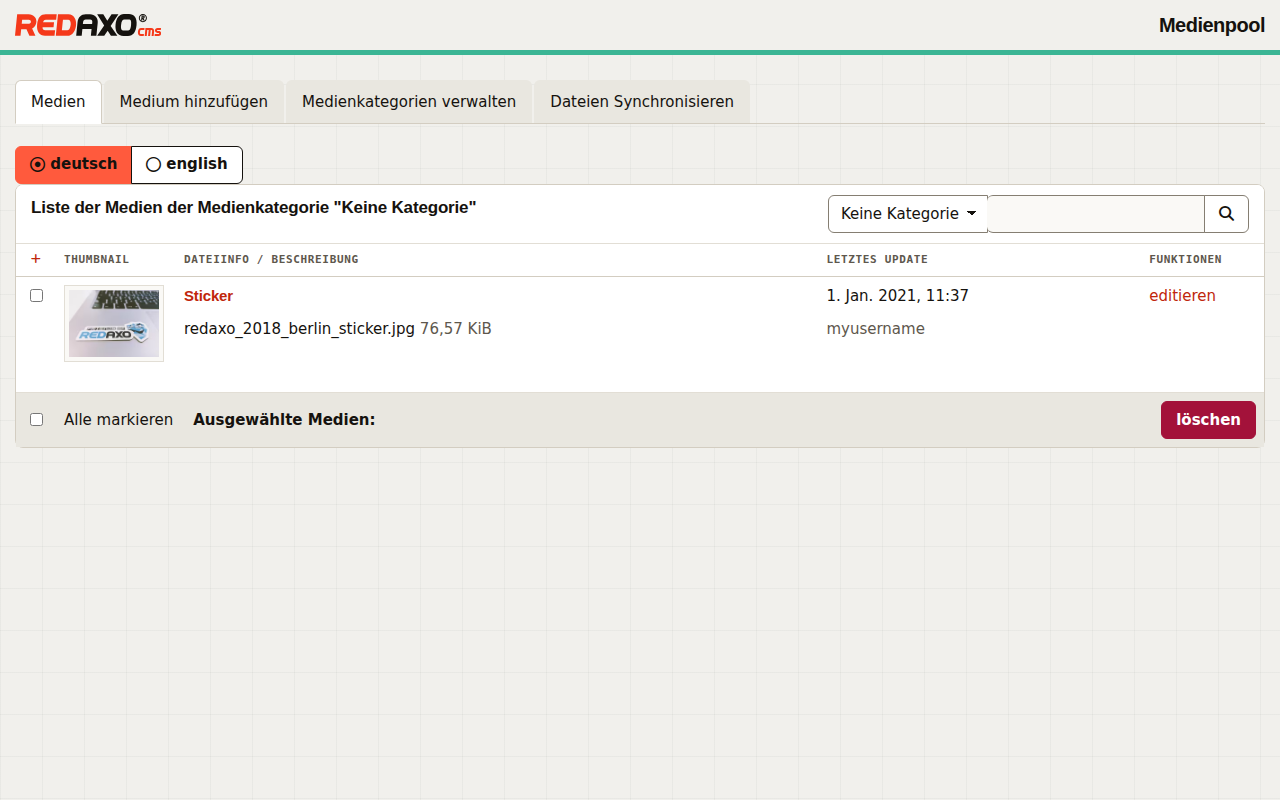 REDAXO® cms
Medienpool
Medien
Medium hinzufügen
Medienkategorien verwalten
Dateien Synchronisieren
deutsch
english
Liste der Medien der Medienkategorie "Keine Kategorie"
Keine Kategorie
+ THUMBNAIL DATEIINFO / BESCHREIBUNG LETZTES UPDATE FUNKTIONEN
REDAXO
Sticker 1. Jan. 2021, 11:37 editieren
redaxo_2018_berlin_sticker.jpg 76,57 KiB myusername
Alle markieren Ausgewählte Medien: löschen